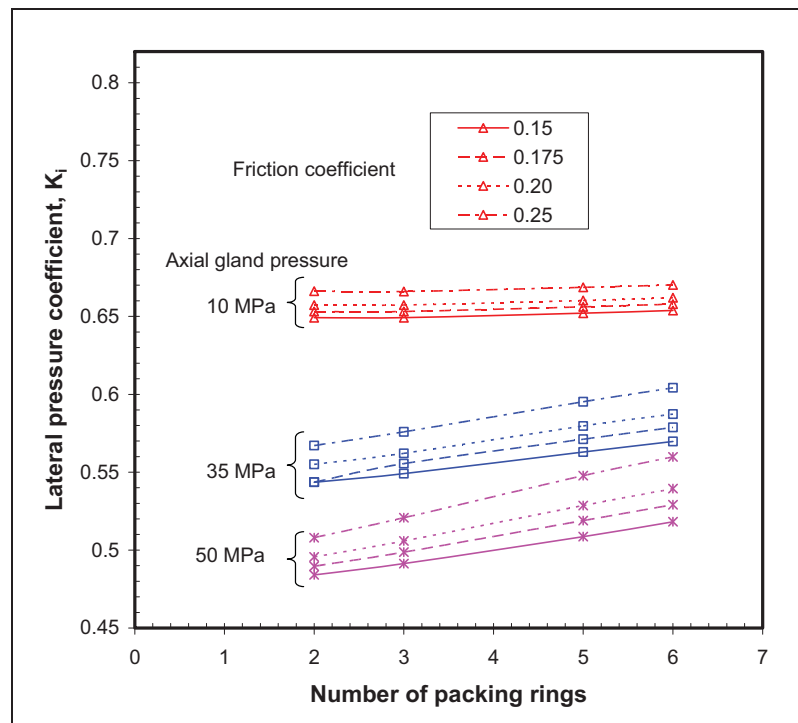 0.8
0.75
0.7
0.65
0.6
0.55
0.5
0.45
0 1 2 3 4 5 6 7
Lateral pressure coefficient, Ki
Number of packing rings
Friction coefficient
0.15
0.175
0.20
0.25
Axial gland pressure
10 MPa
35 MPa
50 MPa